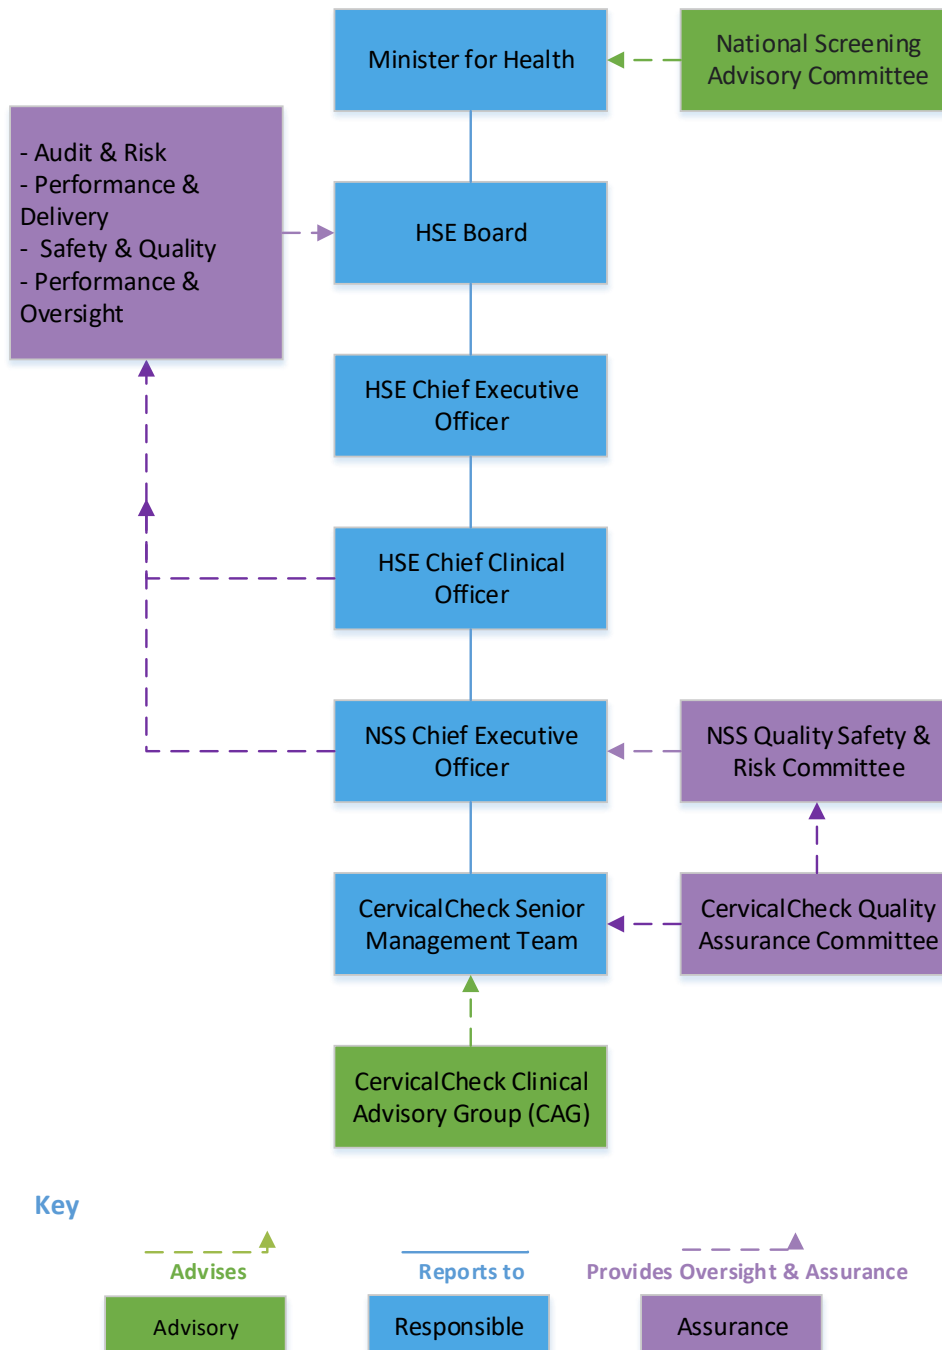 Minister for Health
National Screening
Advisory Committee
- Audit & Risk
- Performance &
Delivery
- Safety & Quality
- Performance &
Oversight
HSE Board
HSE Chief Executive
Officer
HSE Chief Clinical
Officer
NSS Chief Executive
Officer
NSS Quality Safety &
Risk Committee
CervicalCheck Senior
Management Team
CervicalCheck Quality
Assurance Committee
CervicalCheck Clinical
Advisory Group (CAG)
Key
Advises
Reports to
Provides Oversight & Assurance
Advisory
Responsible
Assurance